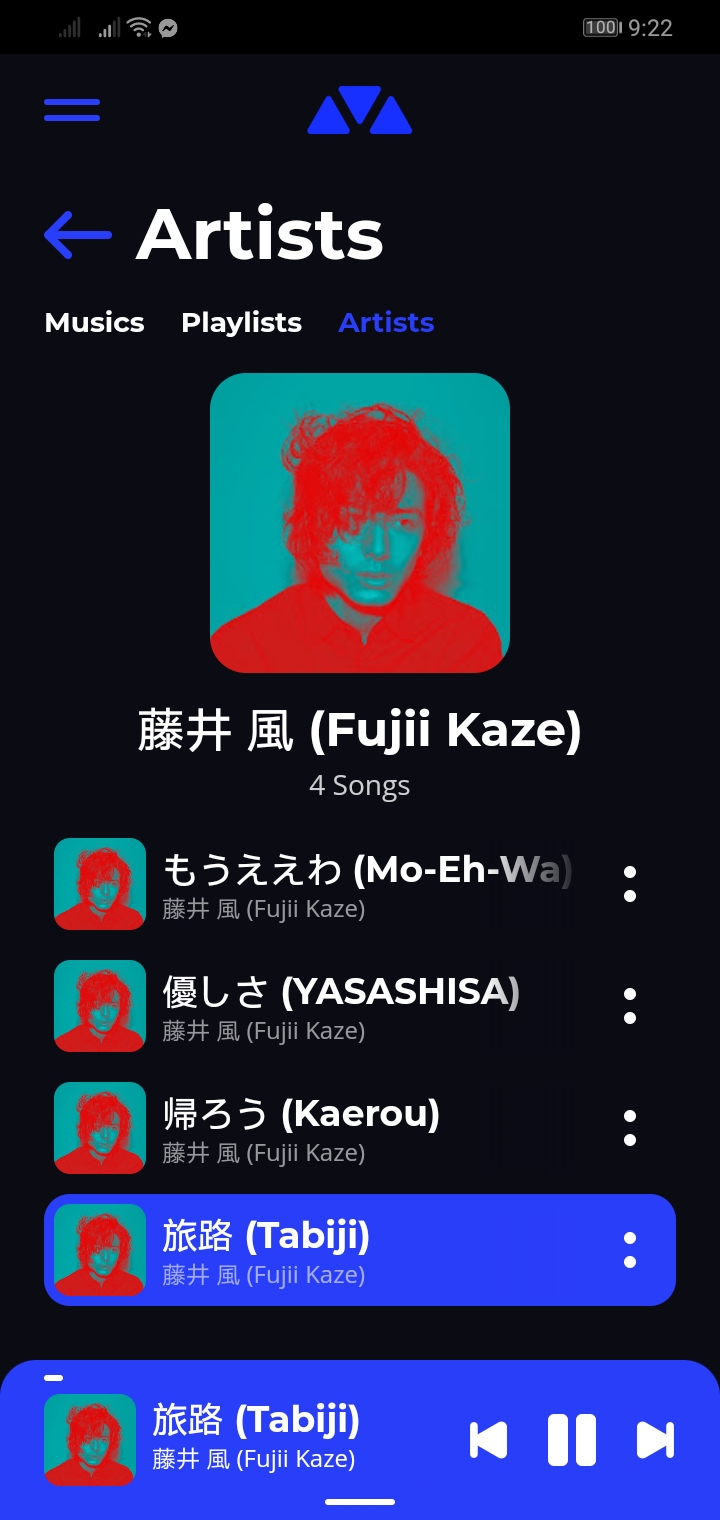 100 9:22
Artists
Musics Playlists Artists
藤井 風 (Fujii Kaze)
4 Songs
もうええわ (Mo-Eh-Wa)
藤井 風 (Fujii Kaze)
優しさ (YASASHISA)
藤井 風 (Fujii Kaze)
帰ろう (Kaerou)
藤井 風 (Fujii Kaze)
旅路 (Tabiji)
藤井 風 (Fujii Kaze)
旅路 (Tabiji)
藤井 風 (Fujii Kaze)